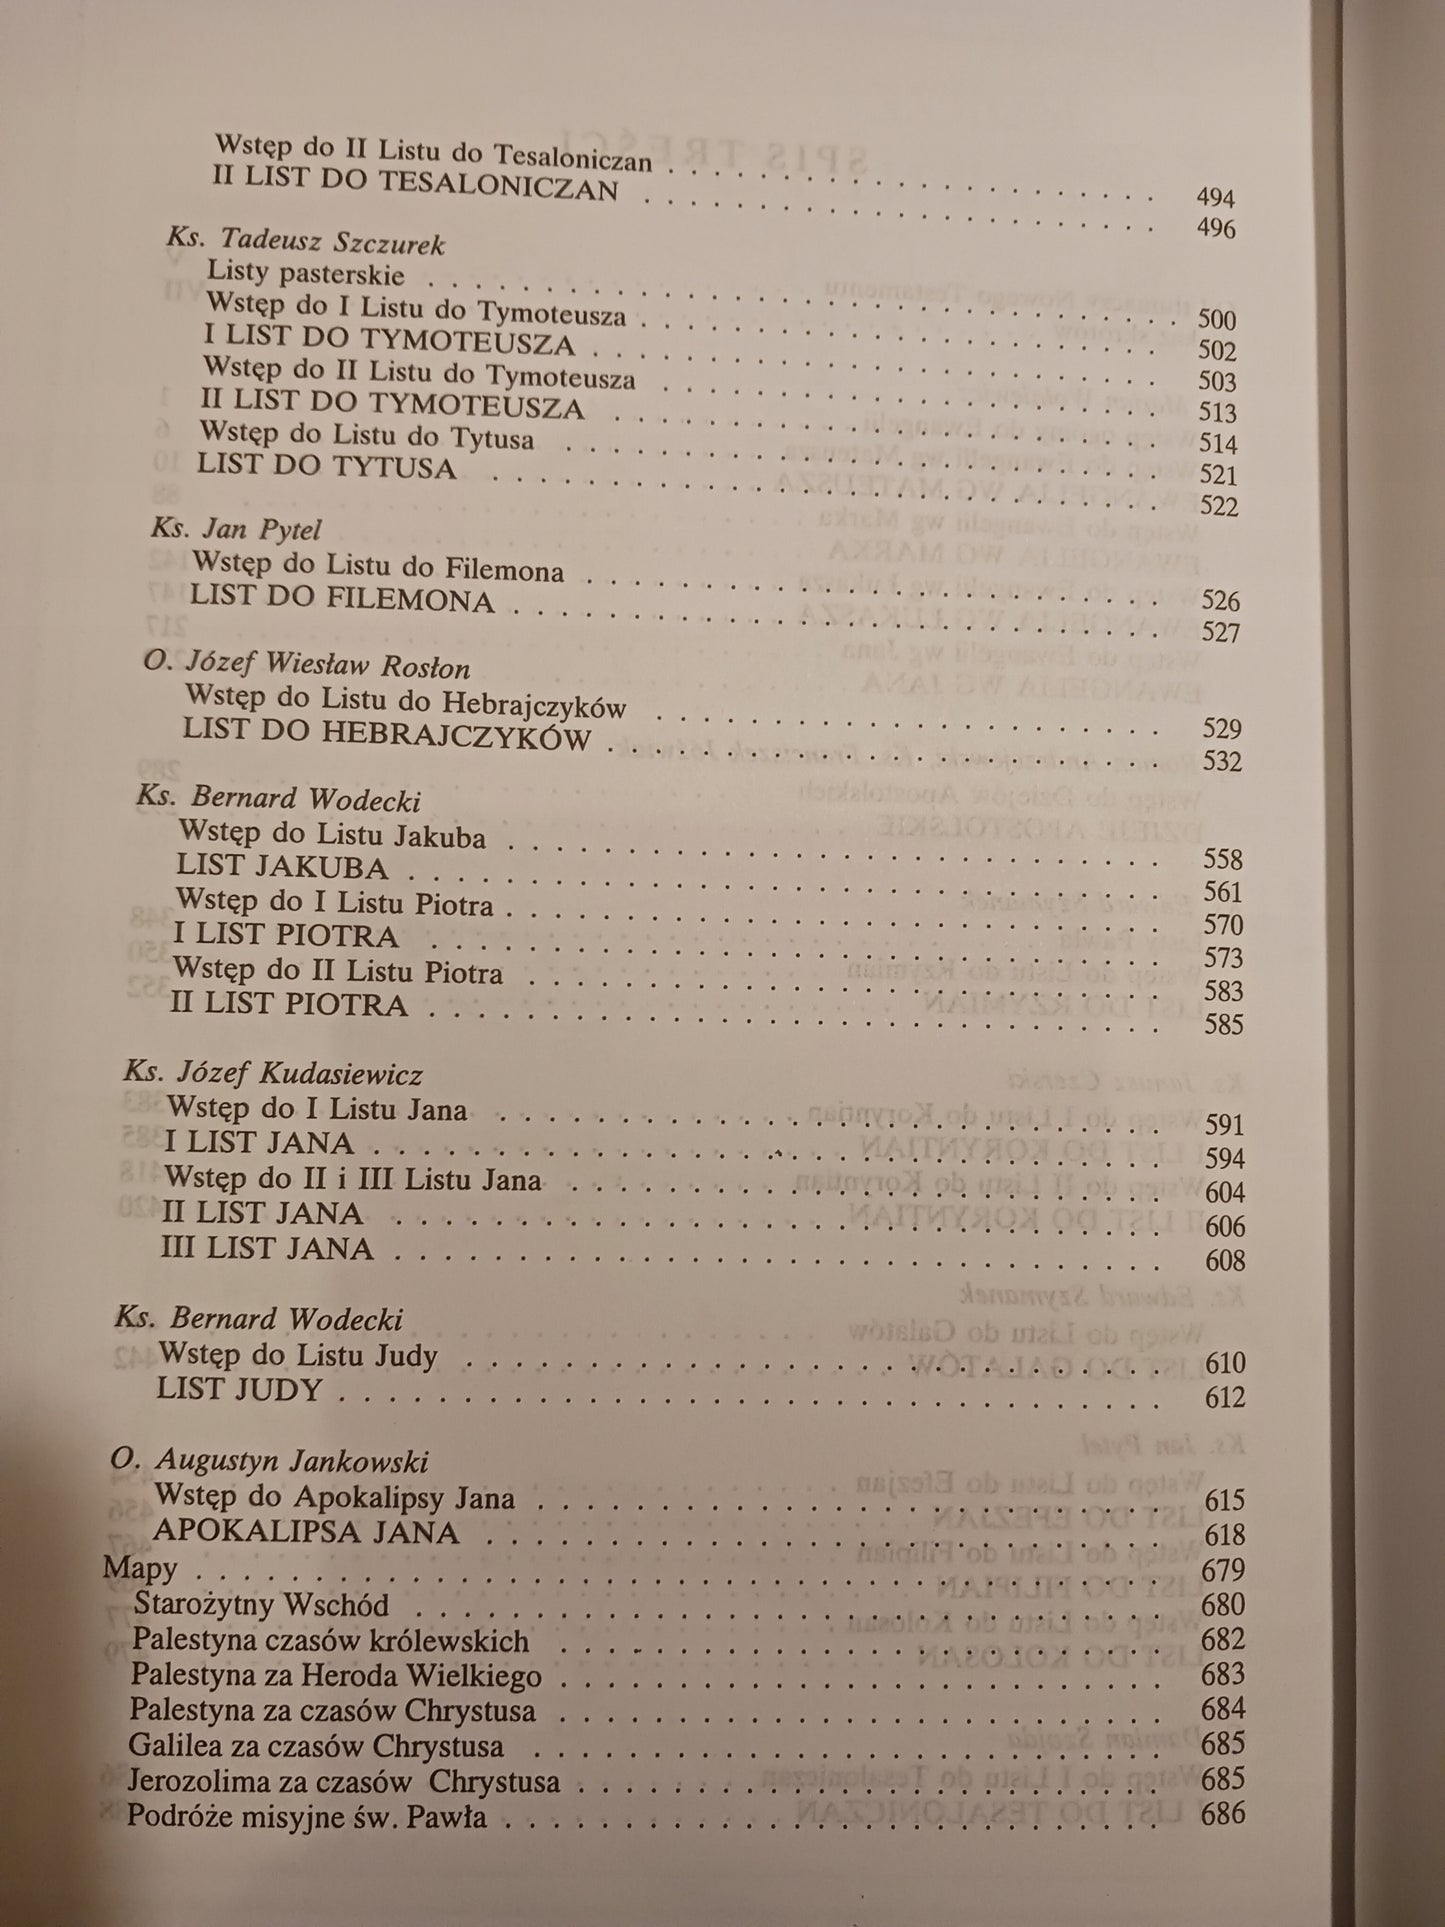 Wstęp do II Listu do Tesaloniczan . . . . . . . . . . . . . . . . . . . . 494
II LIST DO TESALONICZAN . . . . . . . . . . . . . . . . . . . . 496
Ks. Tadeusz Szczurek
Listy pasterskie . . . . . . . . . . . . . . . . . . . . 500
Wstęp do I Listu do Tymoteusza . . . . . . . . . . . . . . . . . . . . 502
I LIST DO TYMOTEUSZA . . . . . . . . . . . . . . . . . . . . 503
Wstęp do II Listu do Tymoteusza . . . . . . . . . . . . . . . . . . . . 513
II LIST DO TYMOTEUSZA . . . . . . . . . . . . . . . . . . . . 514
Wstęp do Listu do Tytusa . . . . . . . . . . . . . . . . . . . . 521
LIST DO TYTUSA . . . . . . . . . . . . . . . . . . . . 522
Ks. Jan Pytel
Wstęp do Listu do Filemona . . . . . . . . . . . . . . . . . . . . 526
LIST DO FILEMONA . . . . . . . . . . . . . . . . . . . . 527
O. Józef Wiesław Rosłon
Wstęp do Listu do Hebrajczyków . . . . . . . . . . . . . . . . . . . . 529
LIST DO HEBRAJCZYKÓW . . . . . . . . . . . . . . . . . . . . 532
Ks. Bernard Wodecki
Wstęp do Listu Jakuba . . . . . . . . . . . . . . . . . . . . 558
LIST JAKUBA . . . . . . . . . . . . . . . . . . . . 561
Wstęp do I Listu Piotra . . . . . . . . . . . . . . . . . . . . 570
I LIST PIOTRA . . . . . . . . . . . . . . . . . . . . 573
Wstęp do II Listu Piotra . . . . . . . . . . . . . . . . . . . . 583
II LIST PIOTRA . . . . . . . . . . . . . . . . . . . . 585
Ks. Józef Kudasiewicz
Wstęp do I Listu Jana . . . . . . . . . . . . . . . . . . . . 591
I LIST JANA . . . . . . . . . . . . . . . . . . . . 594
Wstęp do II i III Listu Jana . . . . . . . . . . . . . . . . . . . . 604
II LIST JANA . . . . . . . . . . . . . . . . . . . . 606
III LIST JANA . . . . . . . . . . . . . . . . . . . . 608
Ks. Bernard Wodecki
Wstęp do Listu Judy . . . . . . . . . . . . . . . . . . . . 610
LIST JUDY . . . . . . . . . . . . . . . . . . . . 612
O. Augustyn Jankowski
Wstęp do Apokalipsy Jana . . . . . . . . . . . . . . . . . . . . 615
APOKALIPSA JANA . . . . . . . . . . . . . . . . . . . . 618
Mapy . . . . . . . . . . . . . . . . . . . . 679
Starożytny Wschód . . . . . . . . . . . . . . . . . . . . 680
Palestyna czasów królewskich . . . . . . . . . . . . . . . . . . . . 682
Palestyna za Heroda Wielkiego . . . . . . . . . . . . . . . . . . . . 683
Palestyna za czasów Chrystusa . . . . . . . . . . . . . . . . . . . . 684
Galilea za czasów Chrystusa . . . . . . . . . . . . . . . . . . . . 685
Jerozolima za czasów Chrystusa . . . . . . . . . . . . . . . . . . . . 685
Podróże misyjne św. Pawła . . . . . . . . . . . . . . . . . . . . 686